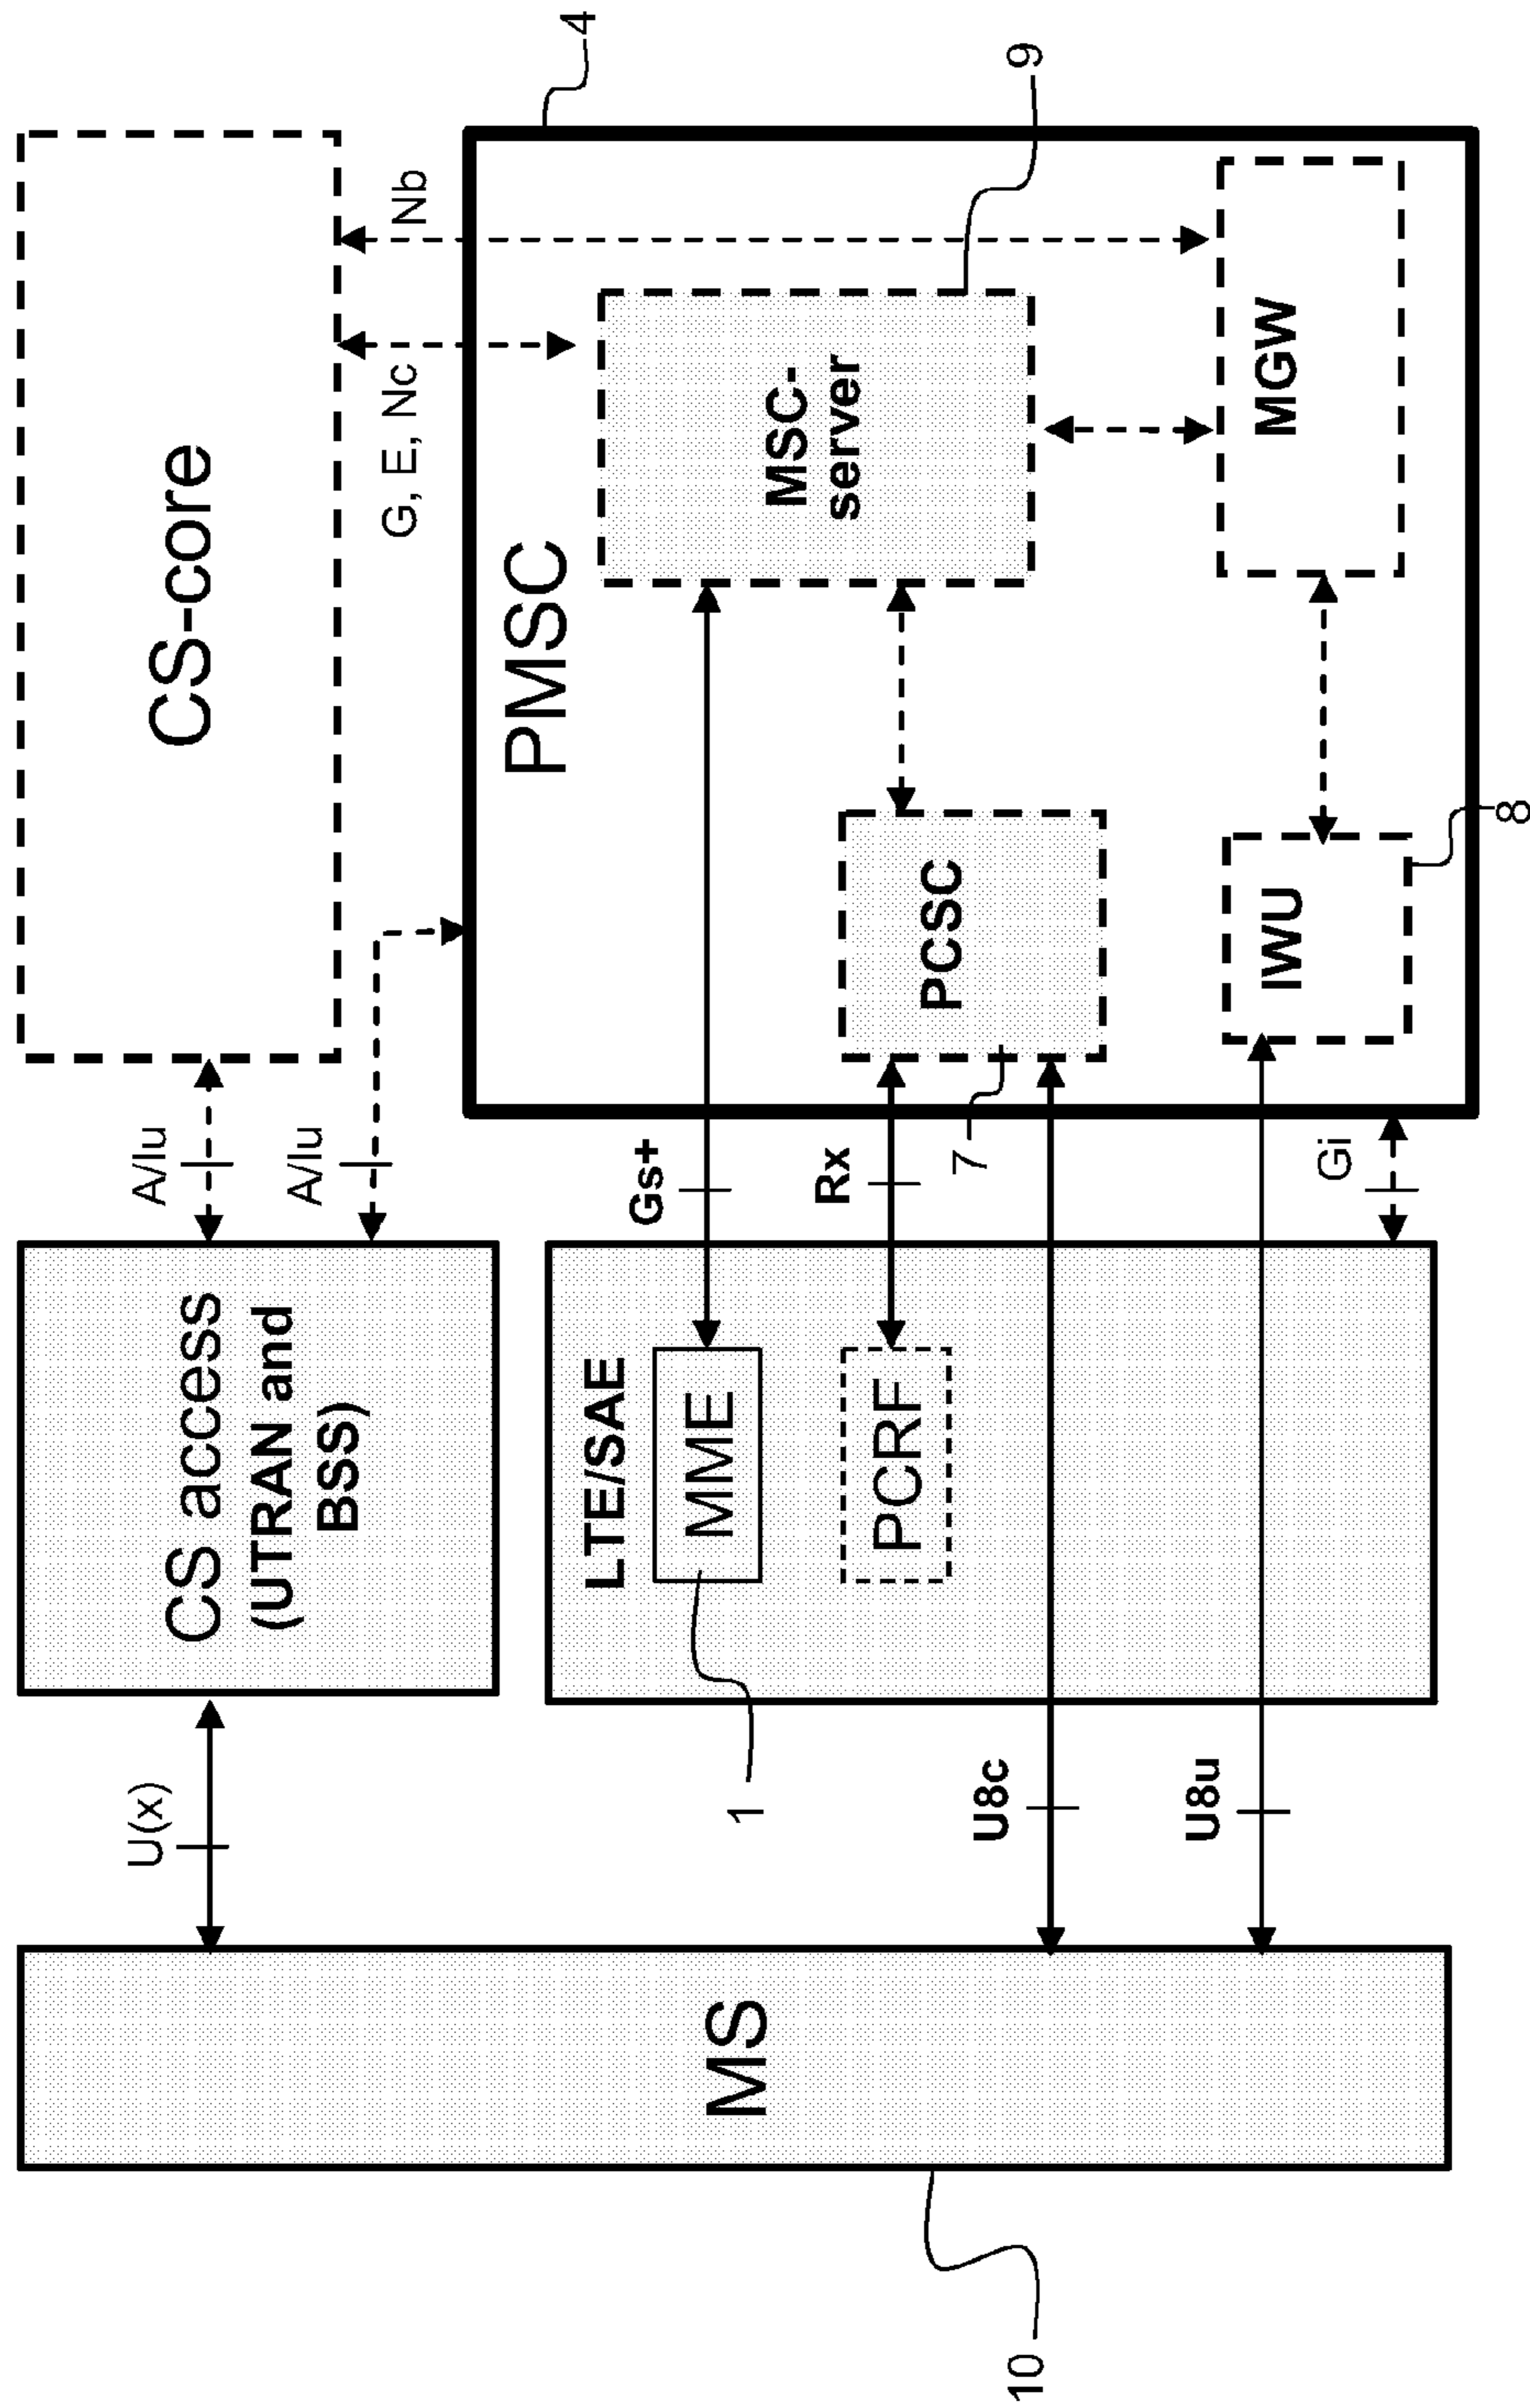 CS-core
CS access
(UTRAN and
BSS)
U(x)
A/Iu
A/Iu
G, E, Nc
Nb
4
PMSC
MS
10
LTE/SAE
MME
1
PCRF
Gs+
Rx
7
U8c
U8u
Gi
MSC-
server
9
PCSC
IWU
8
MGW